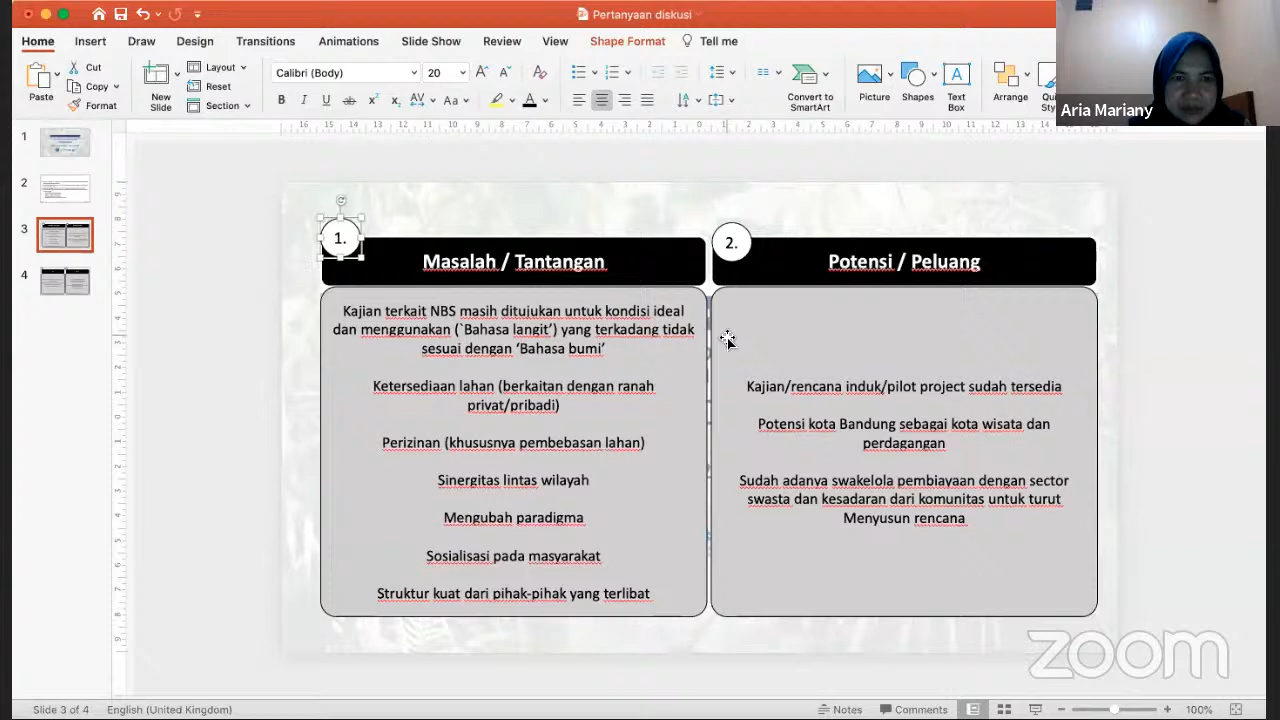 Pertanyaan diskusi
Home Insert Draw Design Transitions Animations Slide Show Review View Shape Format Tell me
Aria Mariany
Paste
Cut
Copy
Format
New Slide
Layout
Reset
Section
Calibri (Body) 20
Convert to SmartArt
Picture
Shapes
Text Box
Arrange
1
2
3
4
1.
Masalah / Tantangan
Kajian terkait NBS masih ditujukan untuk kondisi ideal
dan menggunakan (`Bahasa langit’) yang terkadang tidak
sesuai dengan ‘Bahasa bumi’
Ketersediaan lahan (berkaitan dengan ranah
privat/pribadi)
Perizinan (khususnya pembebasan lahan)
Sinergitas lintas wilayah
Mengubah paradigma
Sosialisasi pada masyarakat
Struktur kuat dari pihak-pihak yang terlibat
2.
Potensi / Peluang
Kajian/rencana induk/pilot project sudah tersedia
Potensi kota Bandung sebagai kota wisata dan
perdagangan
Sudah adanya swakelola pembiayaan dengan sector
swasta dan kesadaran dari komunitas untuk turut
Menyusun rencana
zoom
Slide 3 of 4 English (United Kingdom) Notes Comments 100%